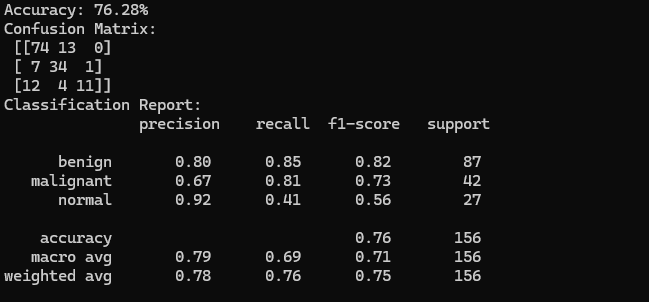 Accuracy: 76.28%
Confusion Matrix:
 [[74 13  0]
 [ 7 34  1]
 [12  4 11]]
Classification Report:
               precision    recall  f1-score   support

      benign       0.80      0.85      0.82        87
   malignant       0.67      0.81      0.73        42
      normal       0.92      0.41      0.56        27

    accuracy                           0.76       156
   macro avg       0.79      0.69      0.71       156
weighted avg       0.78      0.76      0.75       156